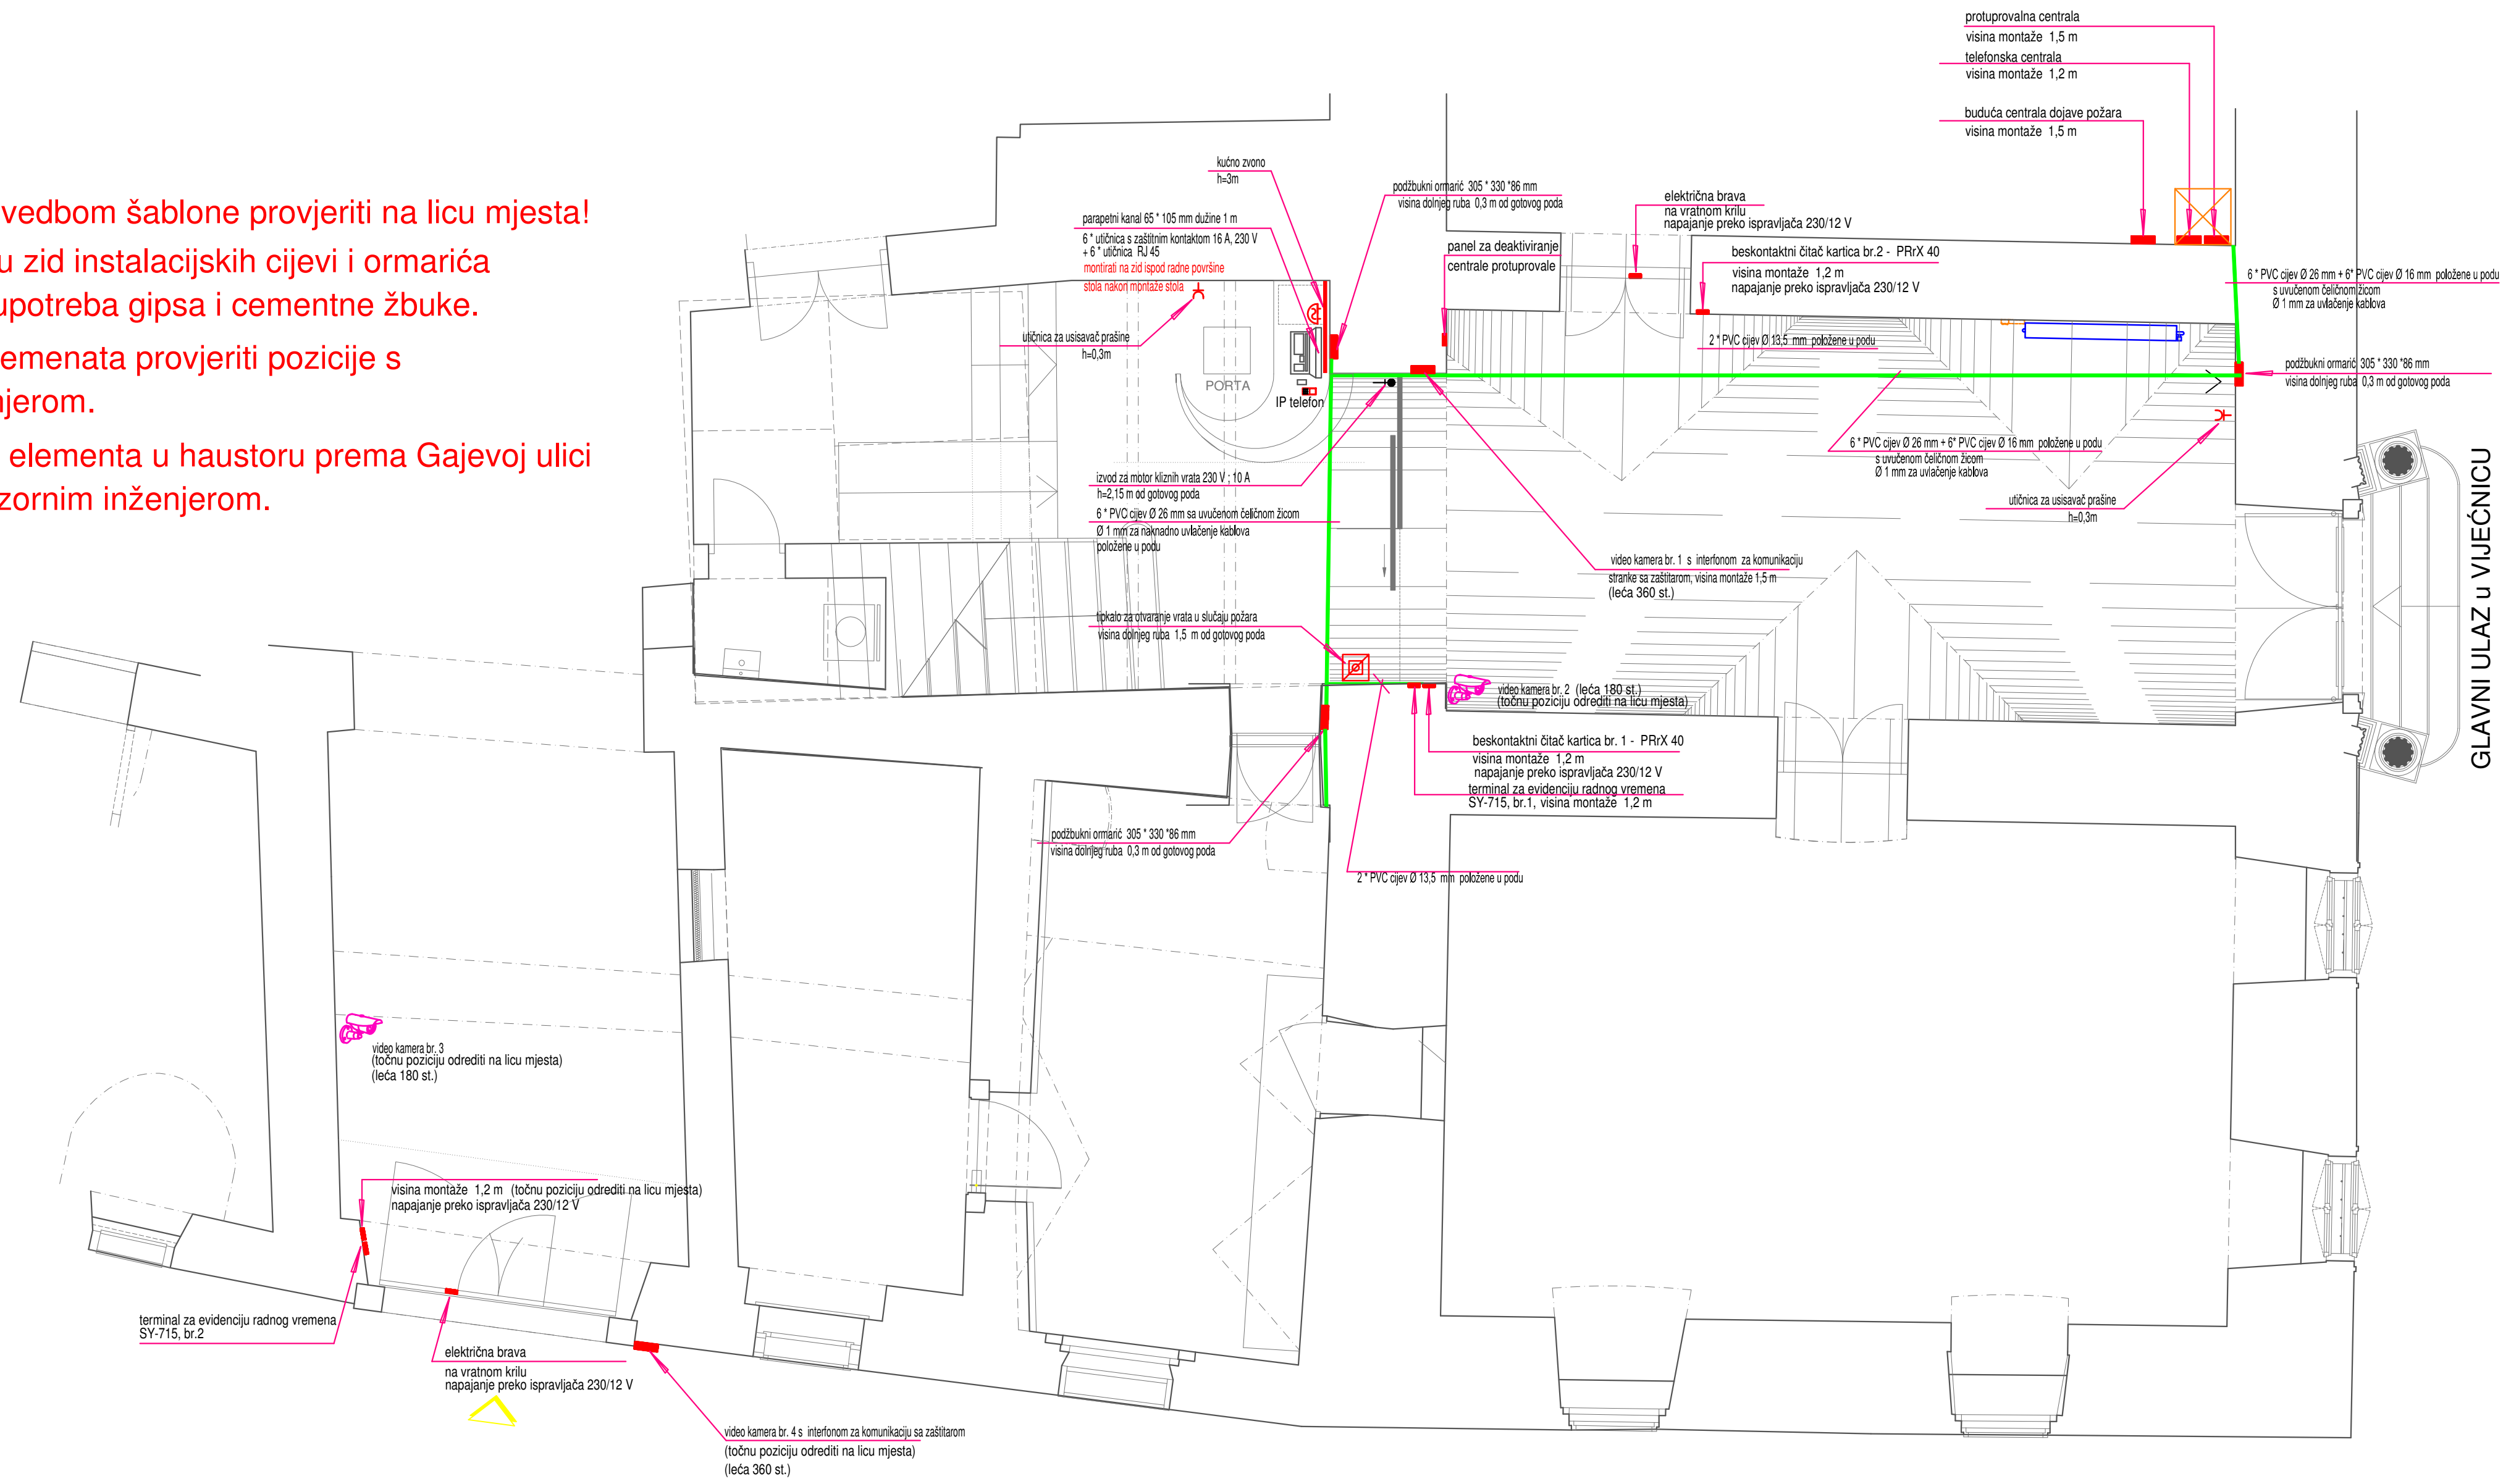 vedbom šablone provjeriti na licu mjesta!
u zid instalacijskih cijevi i ormarića
upotreba gipsa i cementne žbuke.
emenata provjeriti pozicije s
njerom.
elementa u haustoru prema Gajevoj ulici
zornim inženjerom.
protuprovalna centrala
visina montaže 1,5 m
telefonska centrala
visina montaže 1,2 m
buduća centrala dojave požara
visina montaže 1,5 m
kućno zvono
h=3m
podžbukni ormarić 305 * 330 *86 mm
visina dolnjeg ruba 0,3 m od gotovog poda
električna brava
na vratnom krilu
napajanje preko ispravljača 230/12 V
parapetni kanal 65 * 105 mm dužine 1 m
6 * utičnica s zaštitnim kontaktom 16 A, 230 V
+ 6 * utičnica RJ 45
montirati na zid ispod radne površine
stola nakon montaže stola
panel za deaktiviranje
centrale protuprovale
beskontaktni čitač kartica br.2 - PRrX 40
visina montaže 1,2 m
napajanje preko ispravljača 230/12 V
6 * PVC cijev Ø 26 mm + 6* PVC cijev Ø 16 mm položene u podu
s uvučenom čeličnom žicom
Ø 1 mm za uvlačenje kablova
utičnica za usisavač prašine
h=0,3m
2 * PVC cijev Ø 13,5 mm položene u podu
podžbukni ormarić 305 * 330 *86 mm
visina dolnjeg ruba 0,3 m od gotovog poda
PORTA
IP telefon
6 * PVC cijev Ø 26 mm + 6* PVC cijev Ø 16 mm položene u podu
s uvučenom čeličnom žicom
Ø 1 mm za uvlačenje kablova
izvod za motor kliznih vrata 230 V ; 10 A
h=2,15 m od gotovog poda
6 * PVC cijev Ø 26 mm sa uvučenom čeličnom žicom
Ø 1 mm za naknadno uvlačenje kablova
položene u podu
utičnica za usisavač prašine
h=0,3m
GLAVNI ULAZ u VIJEĆNICU
video kamera br. 1 s interfonom za komunikaciju
stranke sa zaštitarom, visina montaže 1,5 m
(leća 360 st.)
tipkalo za otvaranje vrata u slučaju požara
visina dolnjeg ruba 1,5 m od gotovog poda
video kamera br. 2 (leća 180 st.)
(točnu poziciju odrediti na licu mjesta)
beskontaktni čitač kartica br. 1 - PRrX 40
visina montaže 1,2 m
napajanje preko ispravljača 230/12 V
terminal za evidenciju radnog vremena
SY-715, br.1, visina montaže 1,2 m
podžbukni ormarić 305 * 330 *86 mm
visina dolnjeg ruba 0,3 m od gotovog poda
2 * PVC cijev Ø 13,5 mm položene u podu
video kamera br. 3
(točnu poziciju odrediti na licu mjesta)
(leća 180 st.)
visina montaže 1,2 m (točnu poziciju odrediti na licu mjesta)
napajanje preko ispravljača 230/12 V
terminal za evidenciju radnog vremena
SY-715, br.2
električna brava
na vratnom krilu
napajanje preko ispravljača 230/12 V
video kamera br. 4 s interfonom za komunikaciju sa zaštitarom
(točnu poziciju odrediti na licu mjesta)
(leća 360 st.)